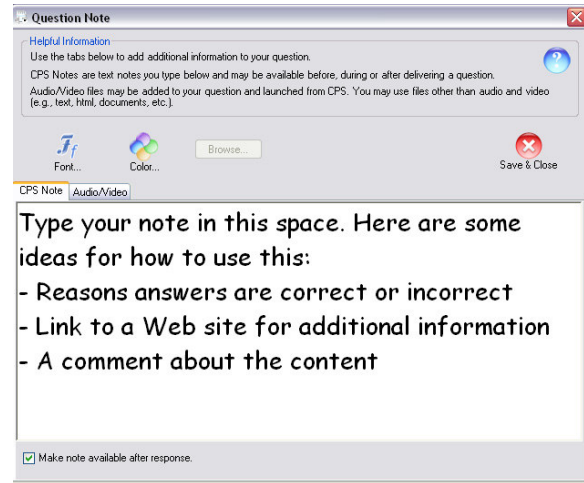 Question Note
Helpful Information
Use the tabs below to add additional information to your question.
CPS Notes are text notes you type below and may be available before, during or after delivering a question.
Audio/Video files may be added to your question and launched from CPS. You may use files other than audio and video
(e.g., text, html, documents, etc.).
Font... Color... Browse... Save & Close
CPS Note Audio/Video
Type your note in this space. Here are some
ideas for how to use this:
- Reasons answers are correct or incorrect
- Link to a Web site for additional information
- A comment about the content
Make note available after response.